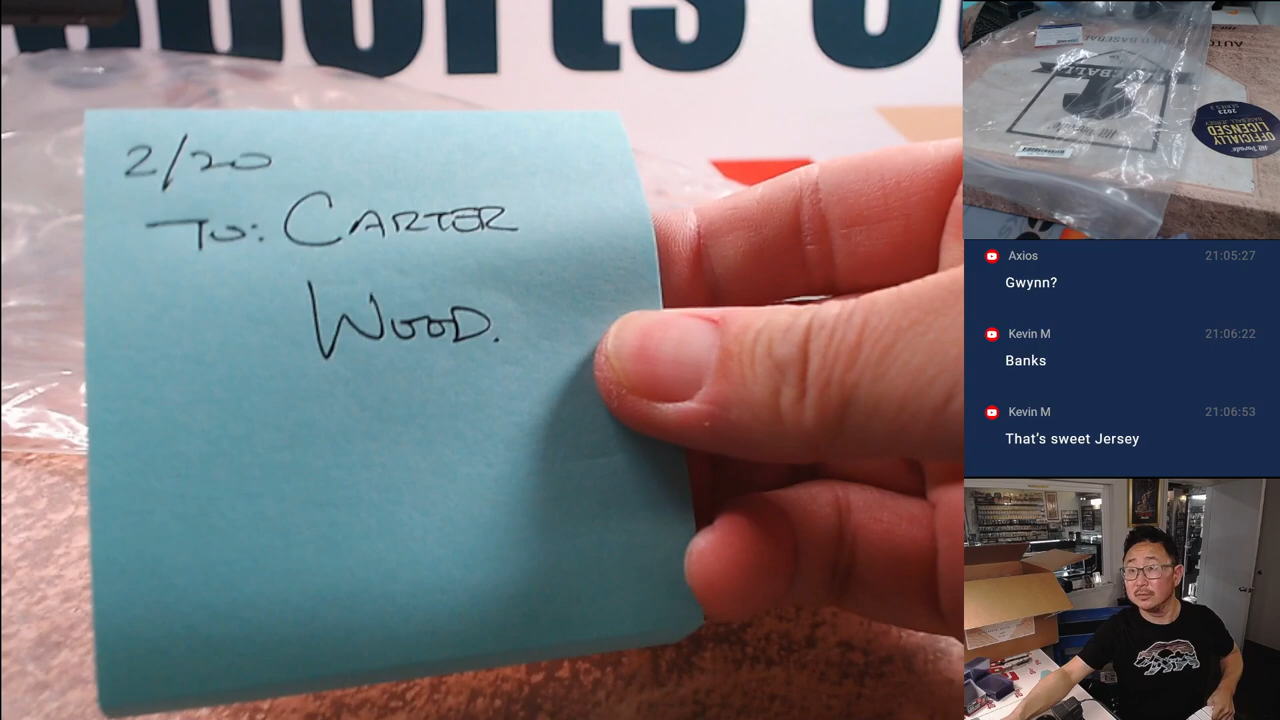 2/20
To: CARTER
WOOD.
Axios 21:05:27
Gwynn?
Kevin M 21:06:22
Banks
Kevin M 21:06:53
That's sweet Jersey
OFFICIALLY
LICENSED
2023